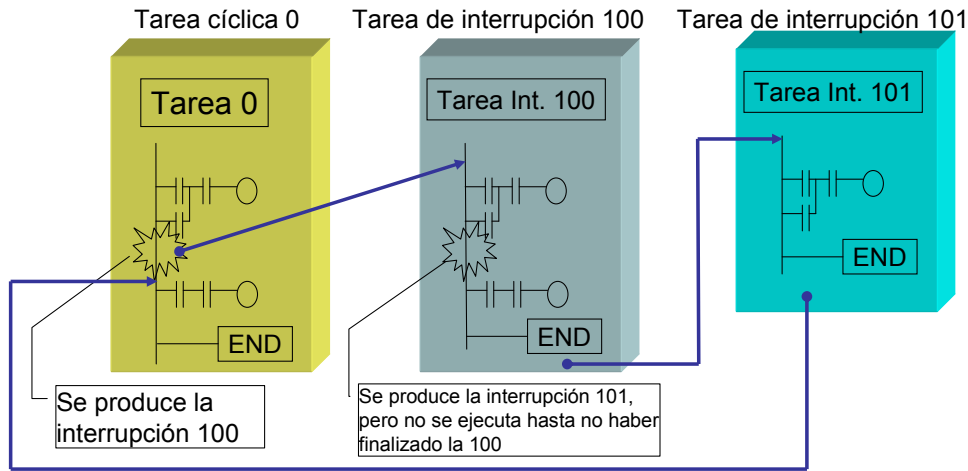 Tarea cíclica 0
Tarea de interrupción 100
Tarea de interrupción 101
Tarea 0
Tarea Int. 100
Tarea Int. 101
END
END
END
Se produce la
interrupción 100
Se produce la interrupción 101,
pero no se ejecuta hasta no haber
finalizado la 100